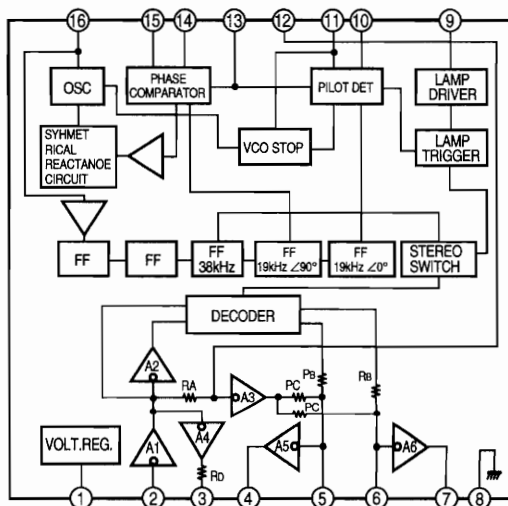 16 15 14 13 12 11 10 9
OSC
PHASE
COMPARATOR
PILOT DET
LAMP
DRIVER
SYHMET
RICAL
REACTANOE
CIRCUIT
VCO STOP
LAMP
TRIGGER
FF
FF
FF
38kHz
FF
19kHz ∠90°
FF
19kHz ∠0°
STEREO
SWITCH
DECODER
A2
RA
A3
PC
PB
RB
PC
VOLT.REG.
A1
A4
RD
A5
A6
1 2 3 4 5 6 7 8